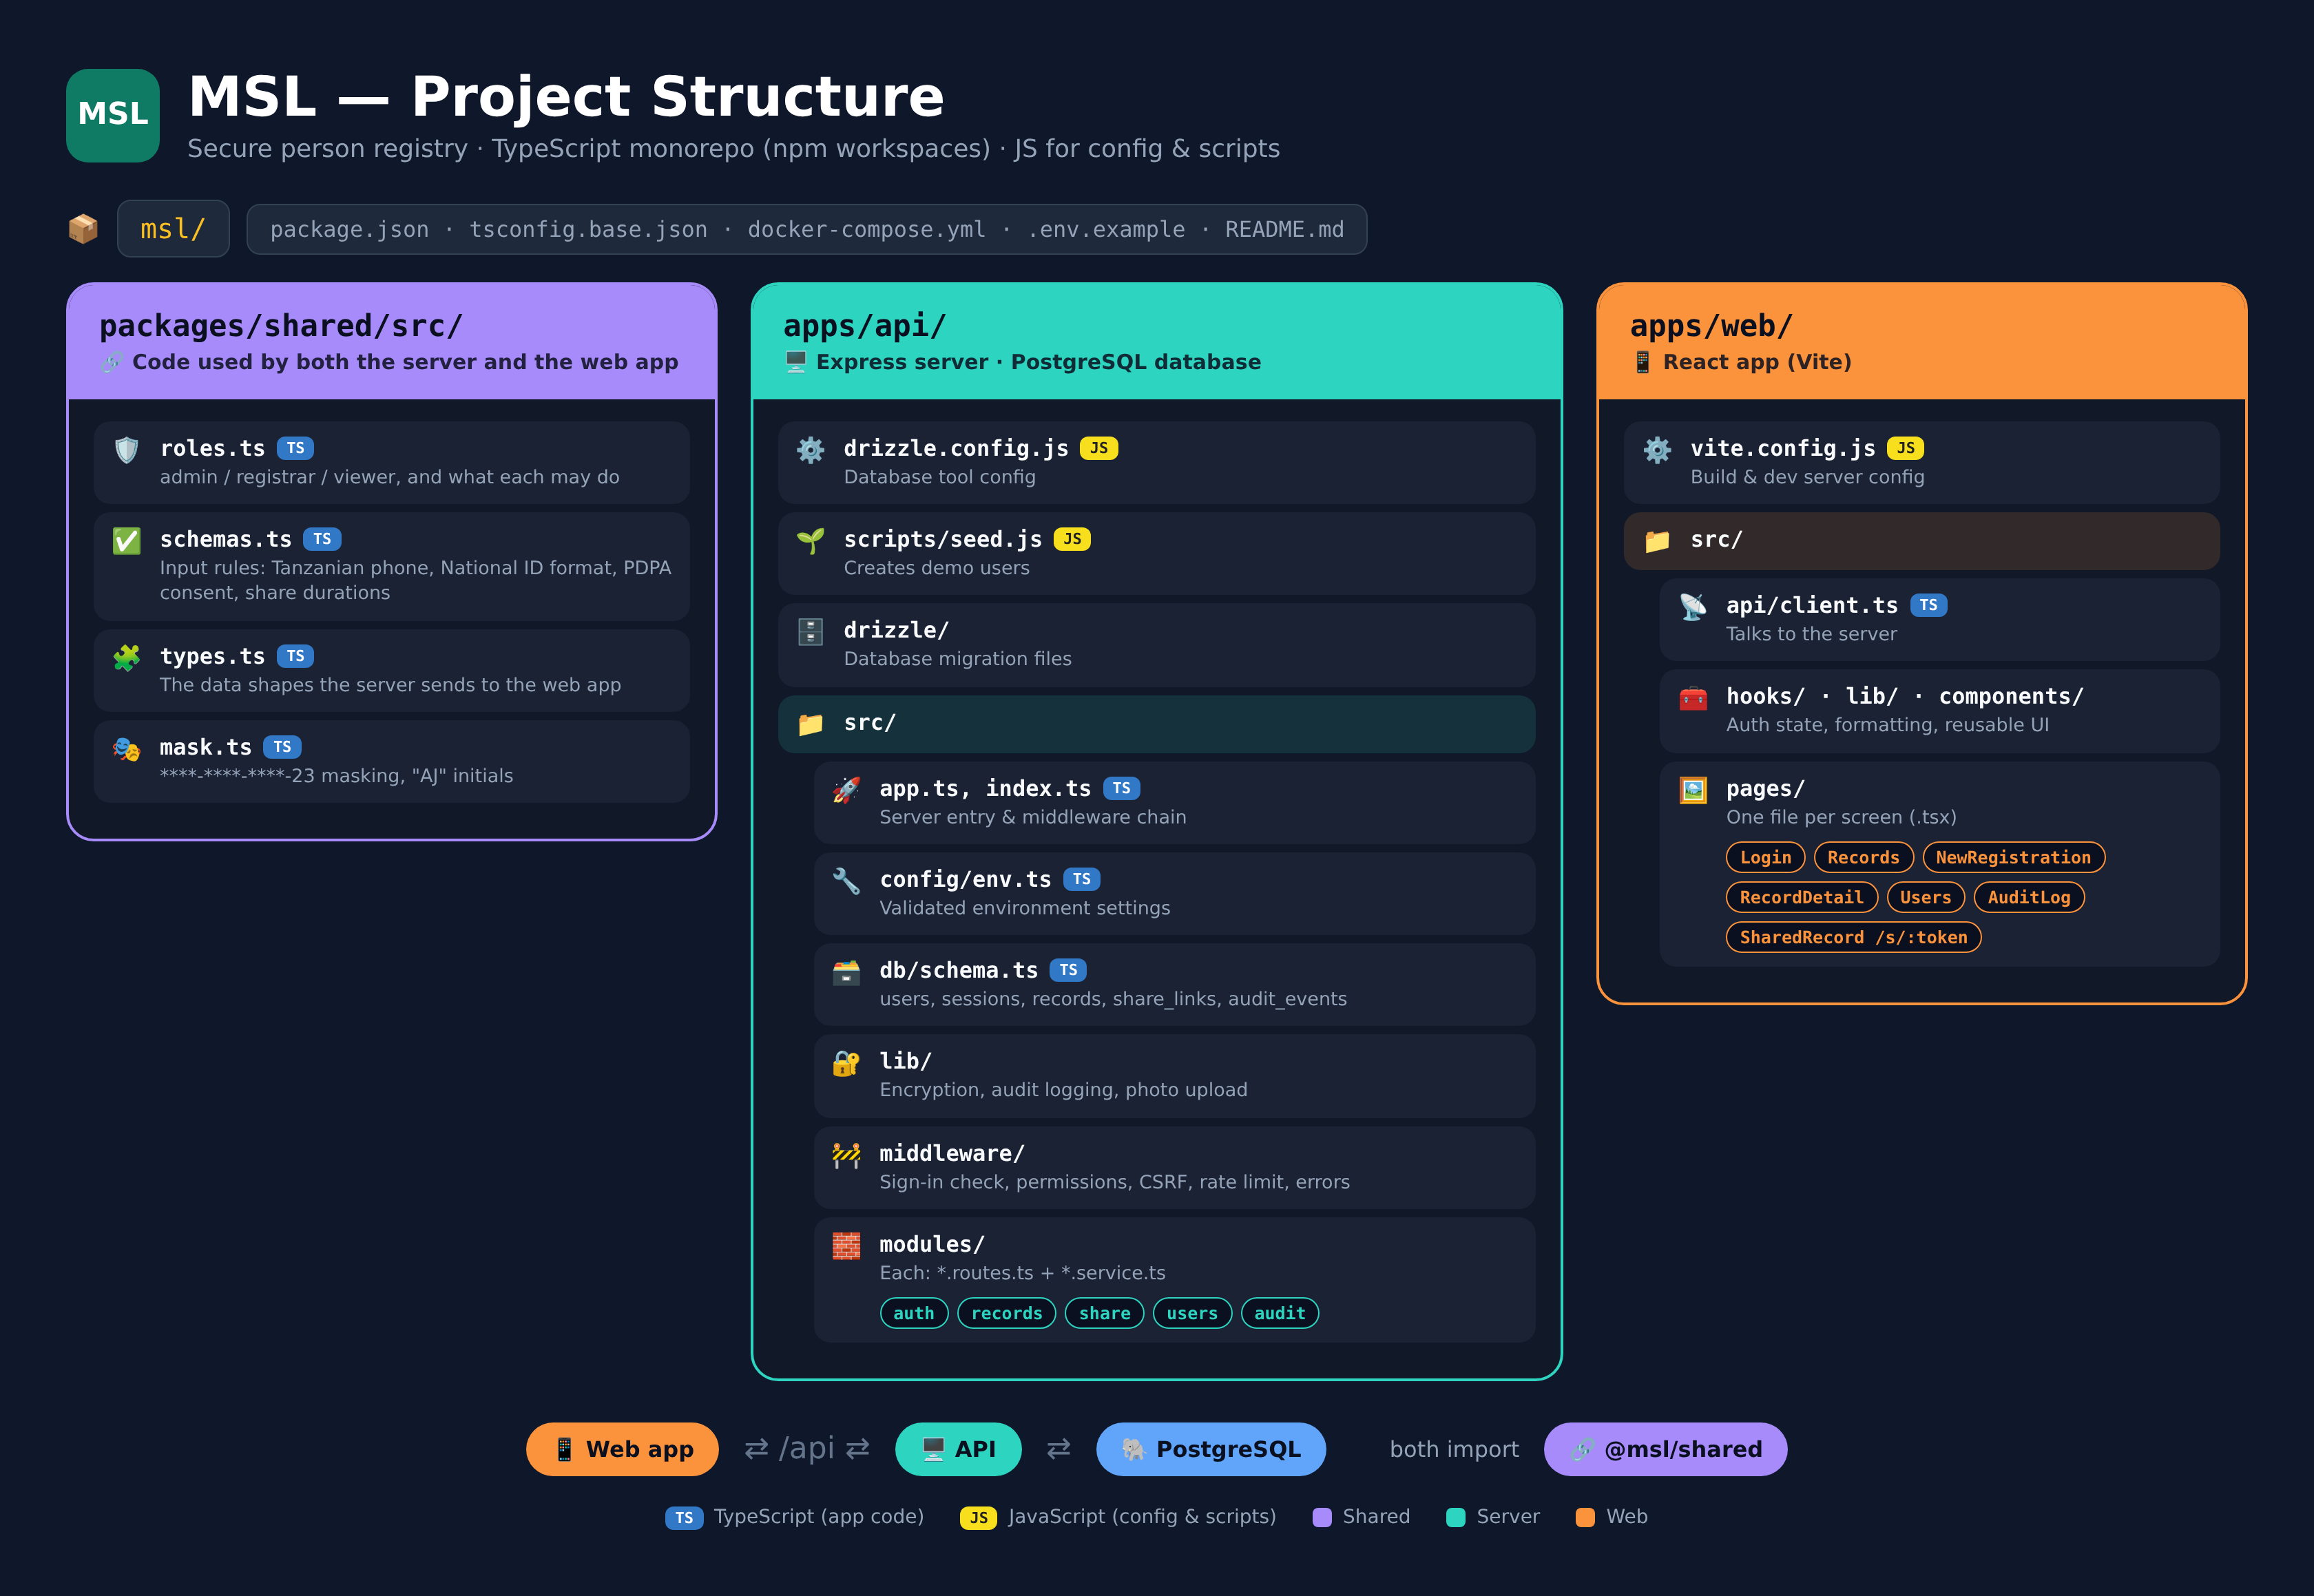 MSL
MSL — Project Structure
Secure person registry · TypeScript monorepo (npm workspaces) · JS for config & scripts
msl/
package.json · tsconfig.base.json · docker-compose.yml · .env.example · README.md
packages/shared/src/
Code used by both the server and the web app
roles.ts TS
admin / registrar / viewer, and what each may do
schemas.ts TS
Input rules: Tanzanian phone, National ID format, PDPA
consent, share durations
types.ts TS
The data shapes the server sends to the web app
mask.ts TS
****-****-****-23 masking, "AJ" initials
apps/api/
Express server · PostgreSQL database
drizzle.config.js JS
Database tool config
scripts/seed.js JS
Creates demo users
drizzle/
Database migration files
src/
app.ts, index.ts TS
Server entry & middleware chain
config/env.ts TS
Validated environment settings
db/schema.ts TS
users, sessions, records, share_links, audit_events
lib/
Encryption, audit logging, photo upload
middleware/
Sign-in check, permissions, CSRF, rate limit, errors
modules/
Each: *.routes.ts + *.service.ts
auth records share users audit
apps/web/
React app (Vite)
vite.config.js JS
Build & dev server config
src/
api/client.ts TS
Talks to the server
hooks/ · lib/ · components/
Auth state, formatting, reusable UI
pages/
One file per screen (.tsx)
Login Records NewRegistration
RecordDetail Users AuditLog
SharedRecord /s/:token
Web app ⇄ /api ⇄ API ⇄ PostgreSQL both import @msl/shared
TS TypeScript (app code) JS JavaScript (config & scripts) Shared Server Web